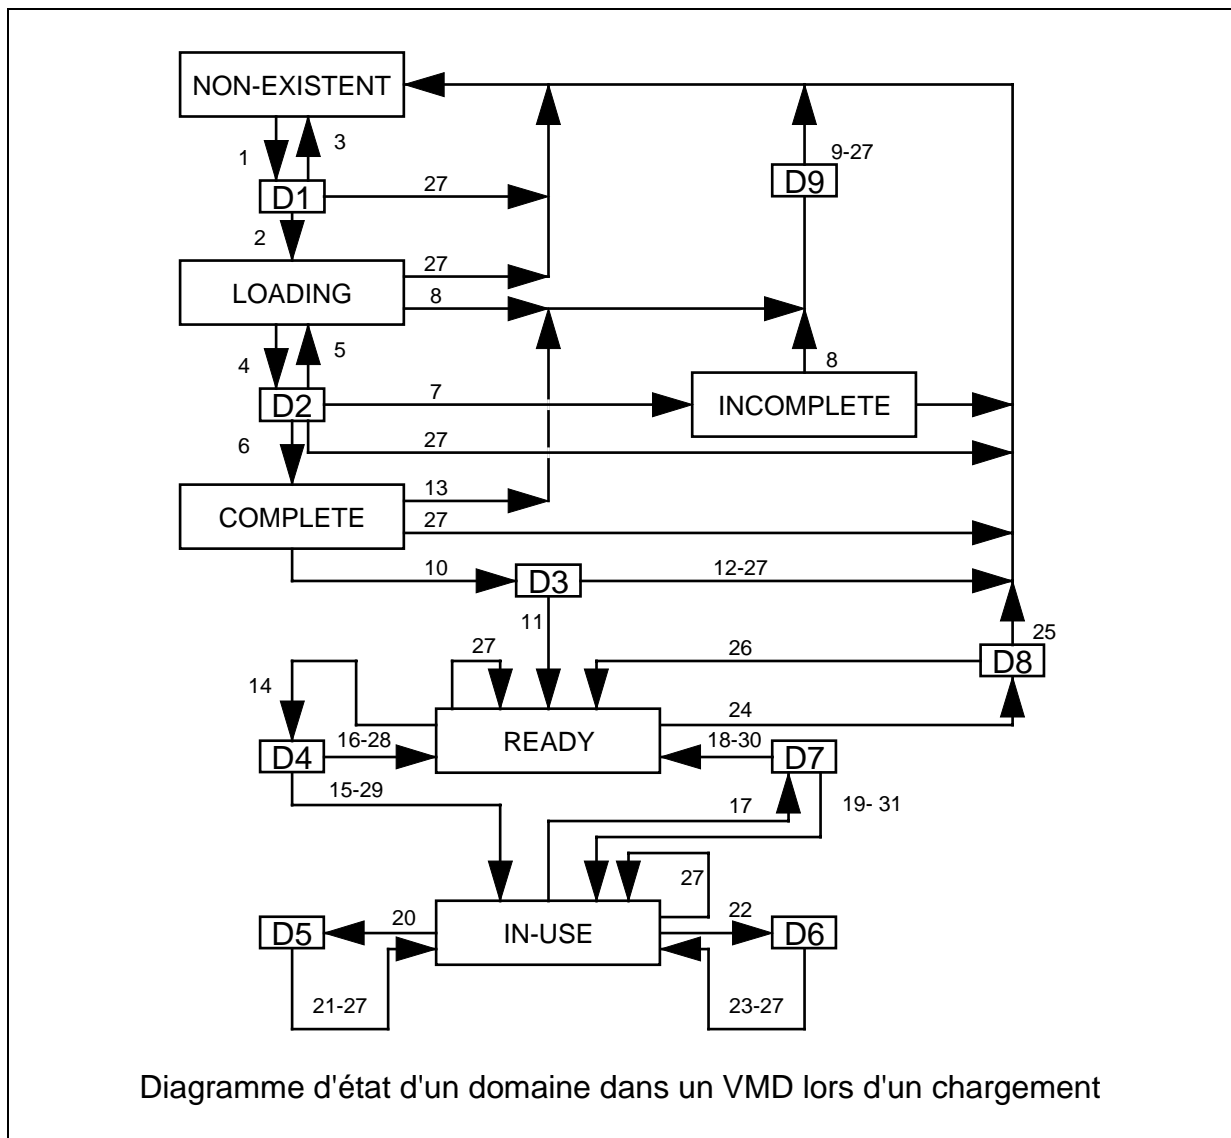 NON-EXISTENT
1
3
9-27
D1
27
D9
2
27
LOADING
8
4
5
8
D2
7
INCOMPLETE
6
27
13
COMPLETE
27
10
D3
12-27
11
27
26
25
D8
14
24
READY
D4
16-28
18-30
D7
15-29
17
19- 31
27
20
22
D5
IN-USE
D6
21-27
23-27
Diagramme d'état d'un domaine dans un VMD lors d'un chargement